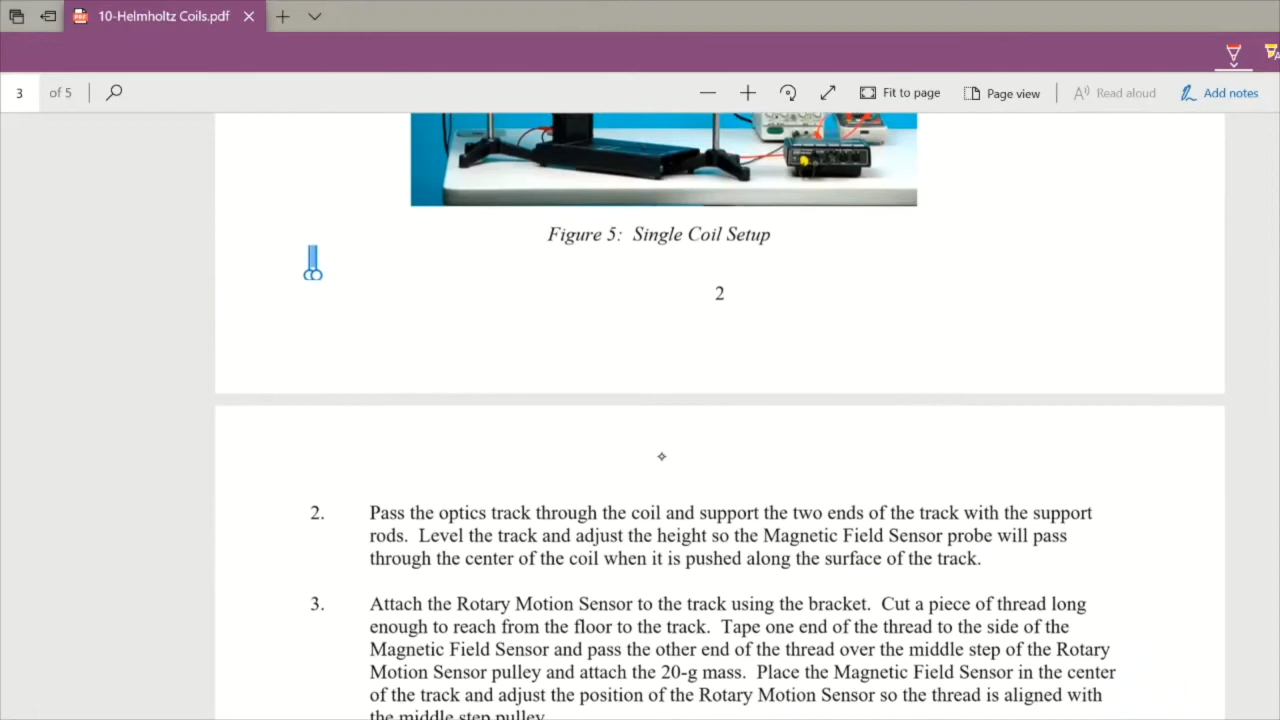 10-Helmholtz Coils.pdf
3 of 5 Fit to page Page view Read aloud Add notes
Figure 5: Single Coil Setup
2
2. Pass the optics track through the coil and support the two ends of the track with the support
rods. Level the track and adjust the height so the Magnetic Field Sensor probe will pass
through the center of the coil when it is pushed along the surface of the track.
3. Attach the Rotary Motion Sensor to the track using the bracket. Cut a piece of thread long
enough to reach from the floor to the track. Tape one end of the thread to the side of the
Magnetic Field Sensor and pass the other end of the thread over the middle step of the Rotary
Motion Sensor pulley and attach the 20-g mass. Place the Magnetic Field Sensor in the center
of the track and adjust the position of the Rotary Motion Sensor so the thread is aligned with
the middle step pulley.